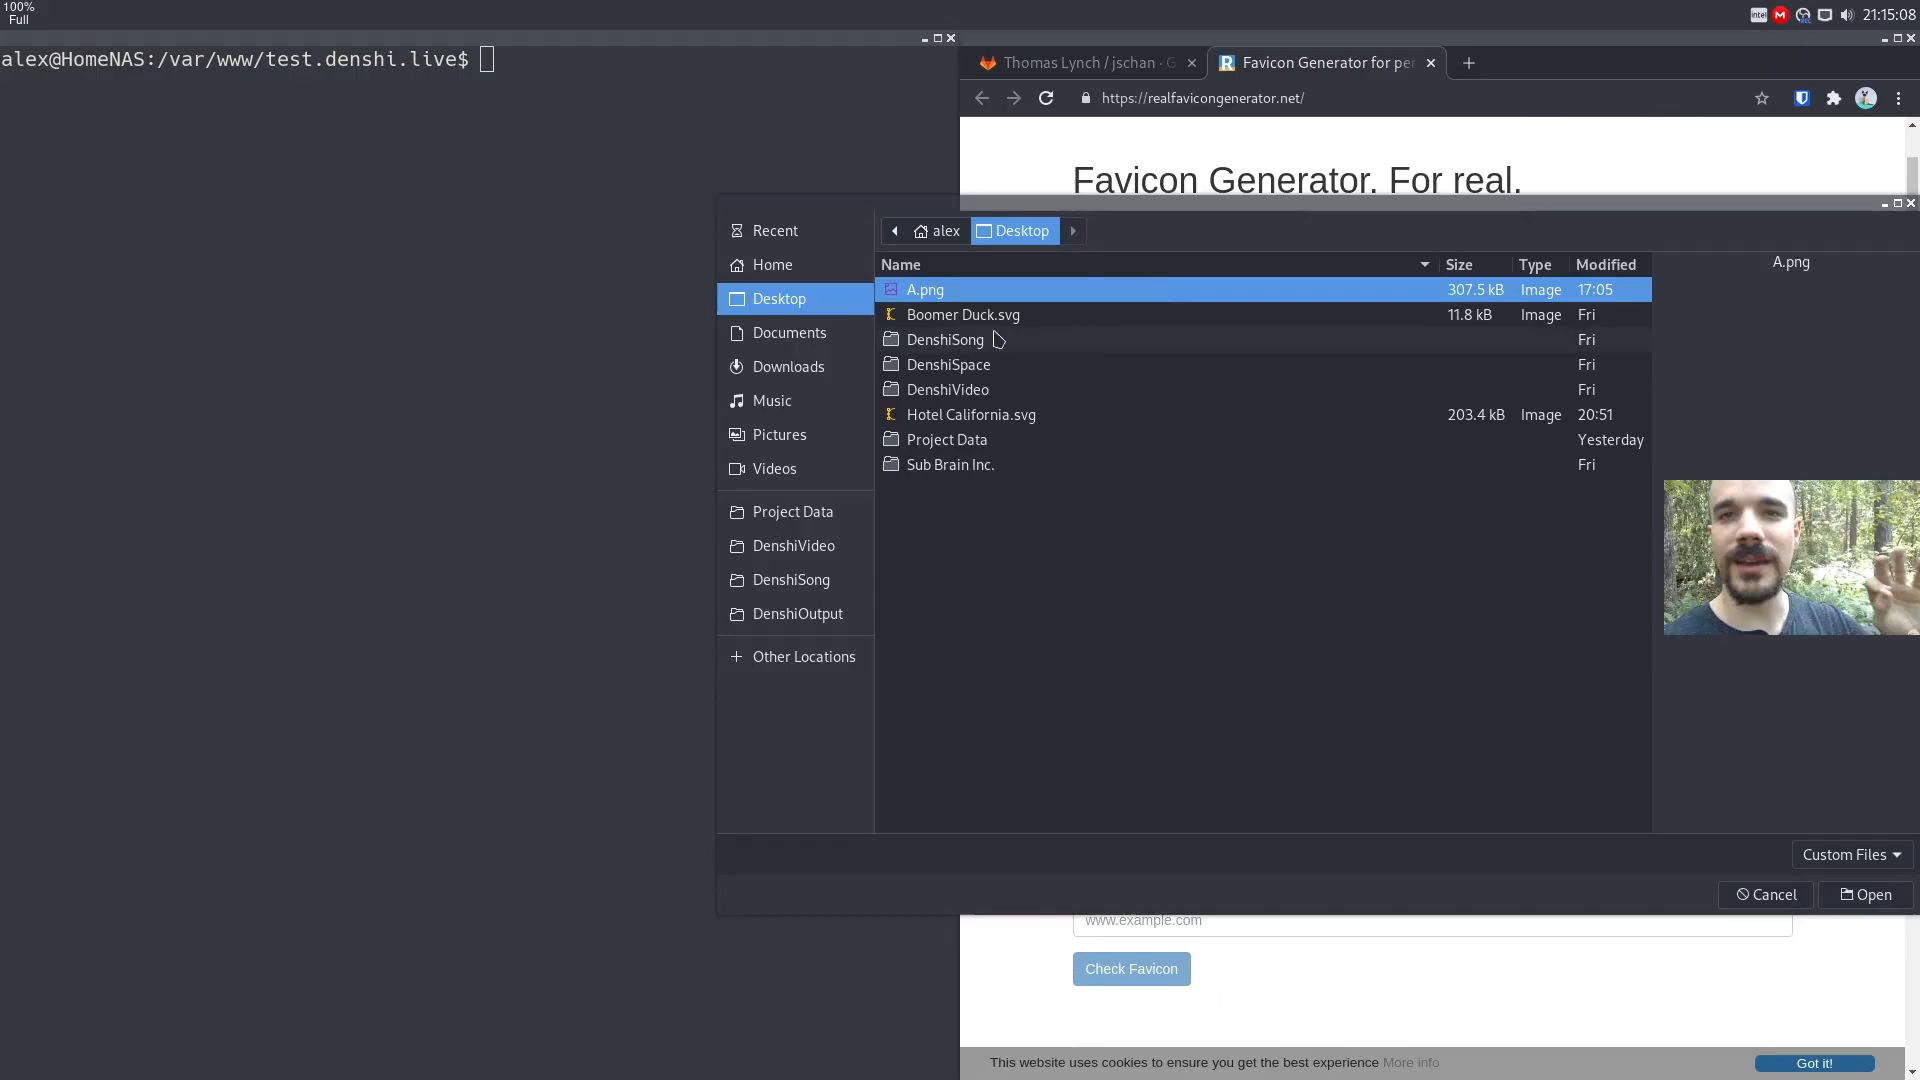 100%
Full
intel
21:15:08
alex@HomeNAS:/var/www/test.denshi.live$
Thomas Lynch / jschan · G
Favicon Generator for per
https://realfavicongenerator.net/
Favicon Generator. For real.
Recent
Home
Desktop
Documents
Downloads
Music
Pictures
Videos
Project Data
DenshiVideo
DenshiSong
DenshiOutput
Other Locations
alex Desktop
Name Size Type Modified
A.png 307.5 kB Image 17:05
Boomer Duck.svg 11.8 kB Image Fri
DenshiSong Fri
DenshiSpace Fri
DenshiVideo Fri
Hotel California.svg 203.4 kB Image 20:51
Project Data Yesterday
Sub Brain Inc. Fri
A.png
Custom Files
Cancel Open
www.example.com
Check Favicon
This website uses cookies to ensure you get the best experience More info
Got it!